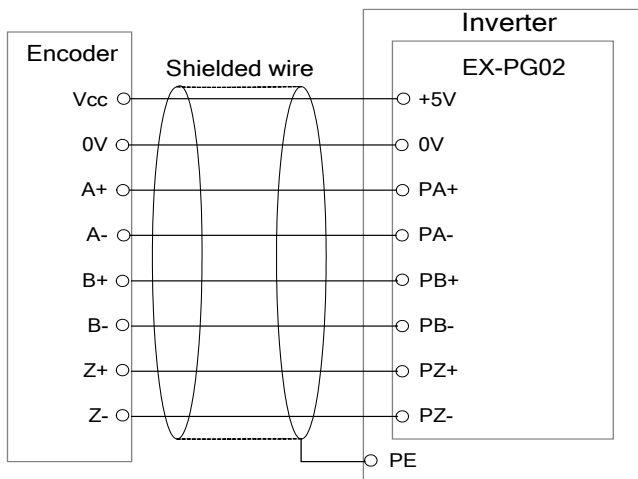 Inverter
Encoder
Shielded wire
EX-PG02
Vcc
+5V
0V
0V
A+
PA+
A-
PA-
B+
PB+
B-
PB-
Z+
PZ+
Z-
PZ-
PE